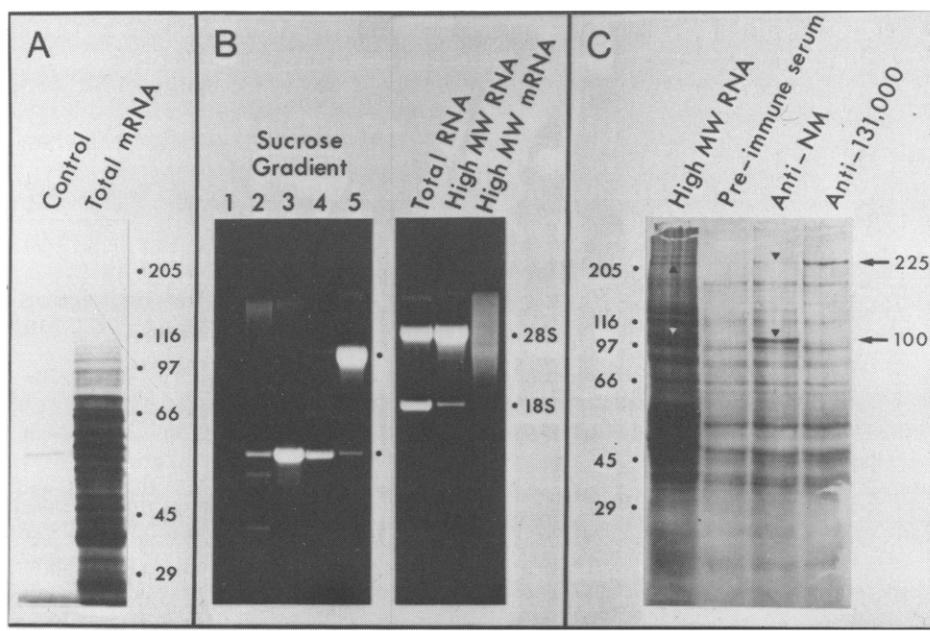 A
Control
Total mRNA
• 205
• 116
• 97
• 66
• 45
• 29
B
Sucrose
Gradient
1 2 3 4 5
Total RNA
High MW RNA
High MW mRNA
• 28S
• 18S
C
High MW RNA
Pre-immune serum
Anti-NM
Anti-131,000
205 •
116 •
97 •
66 •
45 •
29 •
225
100